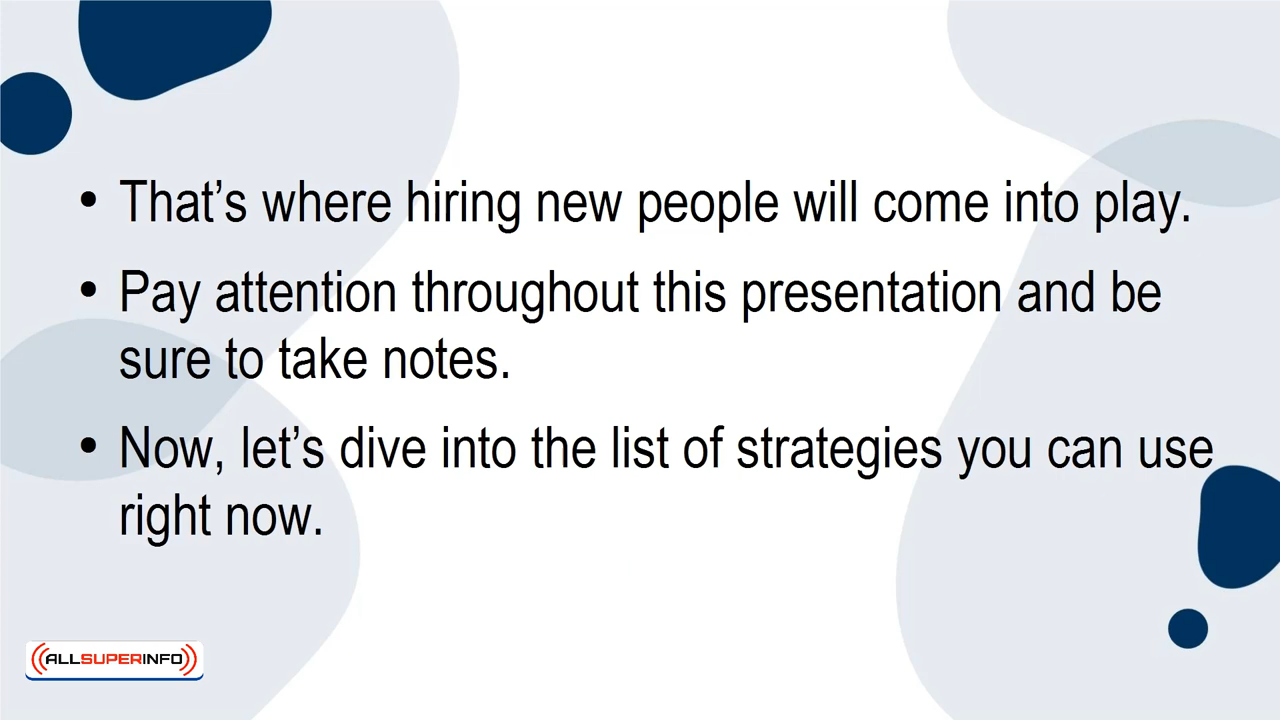 • That’s where hiring new people will come into play.
• Pay attention throughout this presentation and be
sure to take notes.
• Now, let’s dive into the list of strategies you can use
right now.
ALLSUPERINFO